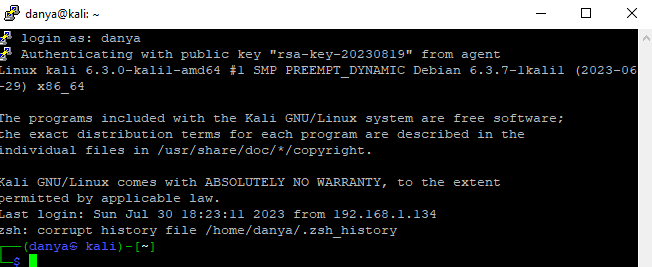 danya@kali: ~
login as: danya
Authenticating with public key "rsa-key-20230819" from agent
Linux kali 6.3.0-kali1-amd64 #1 SMP PREEMPT_DYNAMIC Debian 6.3.7-1kali1 (2023-06
-29) x86_64
The programs included with the Kali GNU/Linux system are free software;
the exact distribution terms for each program are described in the
individual files in /usr/share/doc/*/copyright.
Kali GNU/Linux comes with ABSOLUTELY NO WARRANTY, to the extent
permitted by applicable law.
Last login: Sun Jul 30 18:23:11 2023 from 192.168.1.134
zsh: corrupt history file /home/danya/.zsh_history
┌──(danya㉿ kali)-[~]
└─$